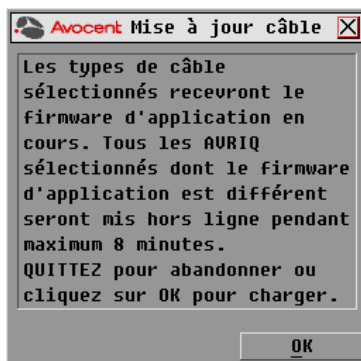 Avocent Mise à jour câble
Les types de câble
sélectionnés recevront le
firmware d'application en
cours. Tous les AVRIQ
sélectionnés dont le firmware
d'application est différent
seront mis hors ligne pendant
maximum 8 minutes.
QUITTEZ pour abandonner ou
cliquez sur OK pour charger.
OK